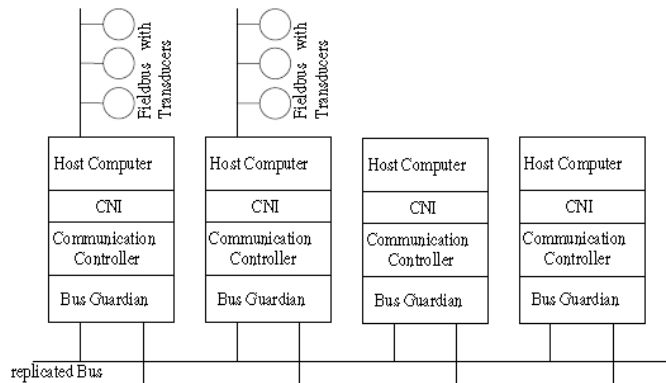 Fieldbus with
Transducers
Fieldbus with
Transducers
Host Computer
CNI
Communication
Controller
Bus Guardian
Host Computer
CNI
Communication
Controller
Bus Guardian
Host Computer
CNI
Communication
Controller
Bus Guardian
Host Computer
CNI
Communication
Controller
Bus Guardian
replicated Bus